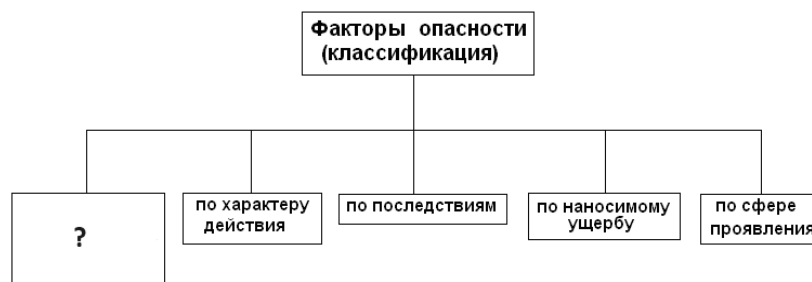 Факторы опасности
(классификация)
?
по характеру
действия
по последствиям
по наносимому
ущербу
по сфере
проявления